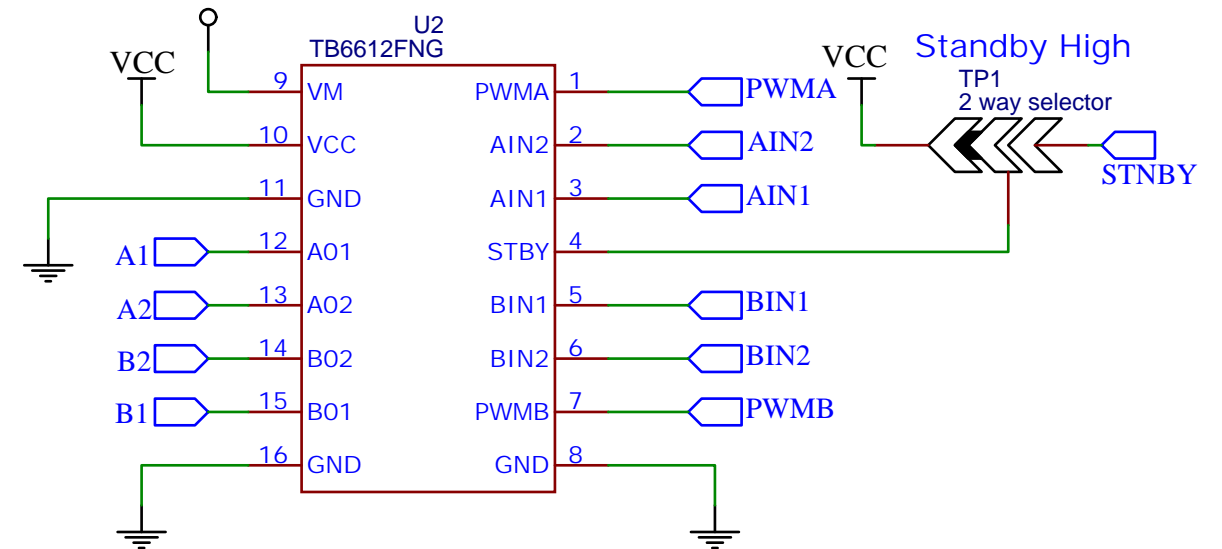 U2
TB6612FNG
VCC
VCC
Standby High
TP1
2 way selector
9 VM PWMA 1 PWMA
10 VCC AIN2 2 AIN2
11 GND AIN1 3 AIN1
STNBY
A1 12 A01 STBY 4
A2 13 A02 BIN1 5 BIN1
B2 14 B02 BIN2 6 BIN2
B1 15 B01 PWMB 7 PWMB
16 GND GND 8